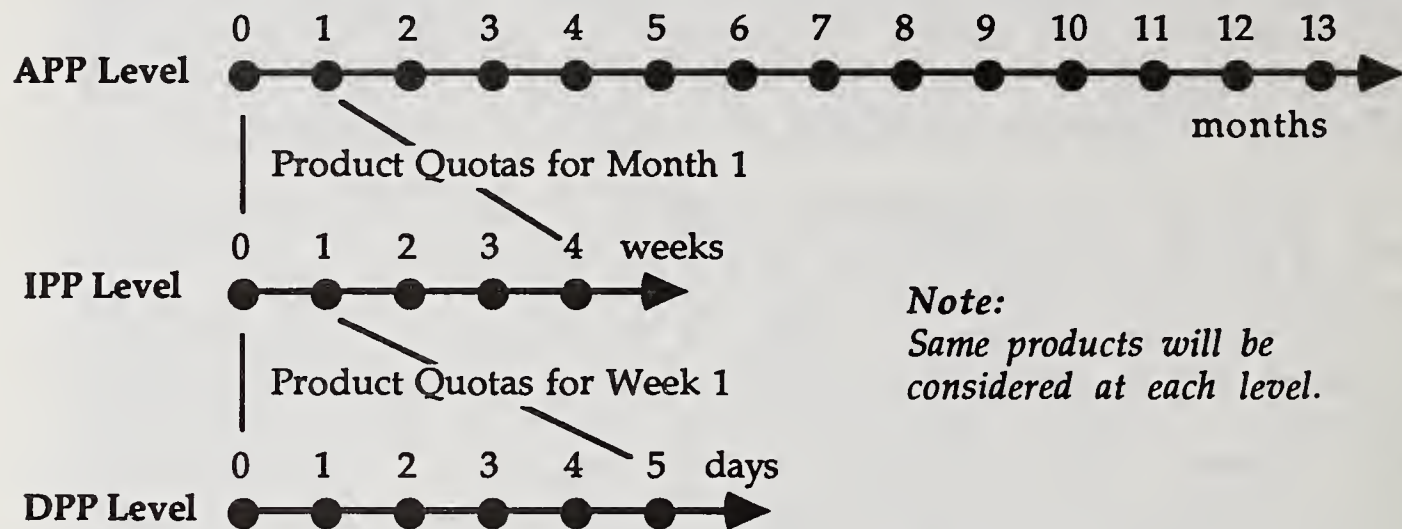 0 1 2 3 4 5 6 7 8 9 10 11 12 13
APP Level
months
Product Quotas for Month 1
0 1 2 3 4 weeks
IPP Level
Note:
Same products will be
considered at each level.
Product Quotas for Week 1
0 1 2 3 4 5 days
DPP Level